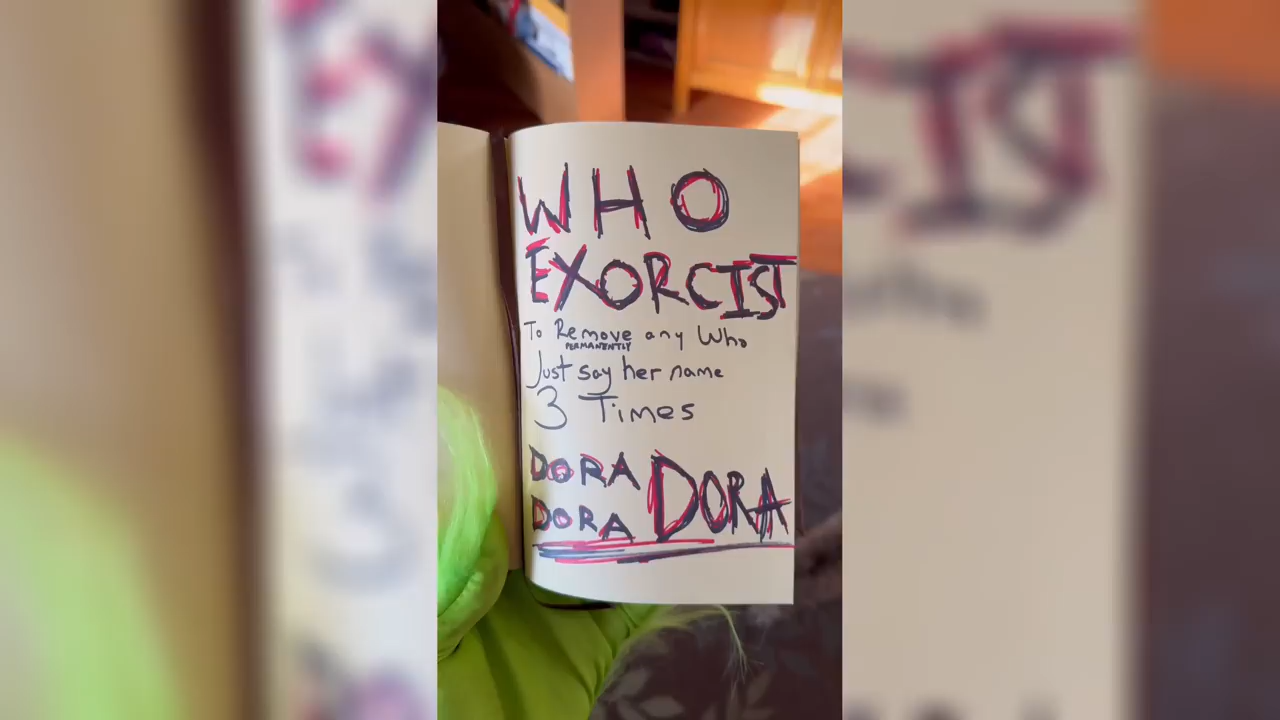 WHO
EXORCIST
To Remove any Who
PERMANENTLY
Just say her name
3 Times
DORA DORA
DORA